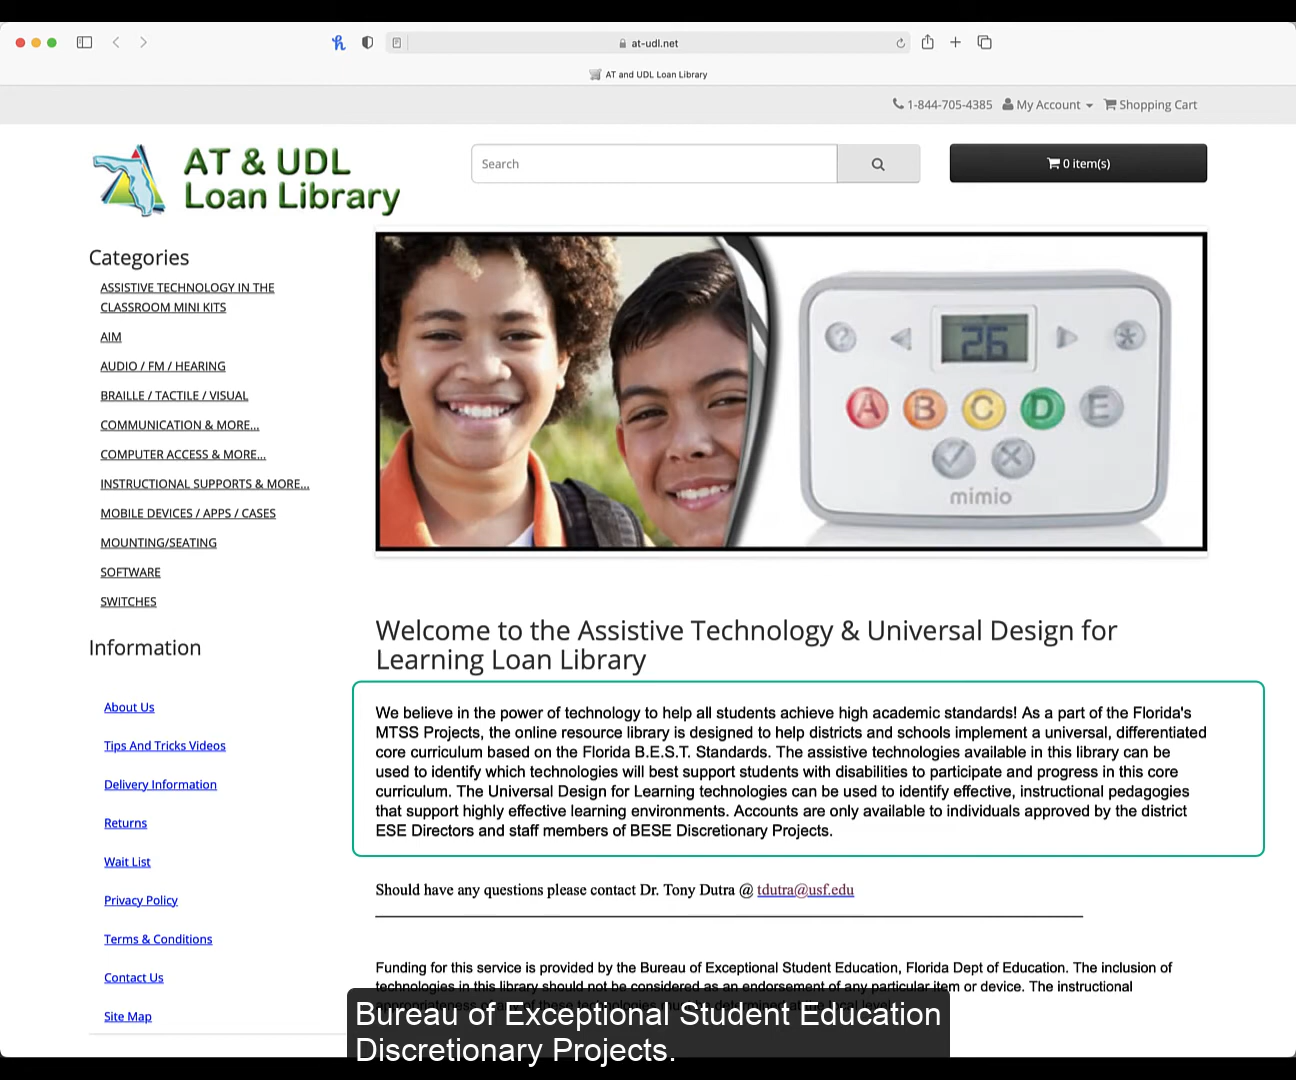 at-udl.net
AT and UDL Loan Library
1-844-705-4385 My Account Shopping Cart
AT & UDL
Loan Library
Search
0 item(s)
Categories
ASSISTIVE TECHNOLOGY IN THE
CLASSROOM MINI KITS
AIM
AUDIO / FM / HEARING
BRAILLE / TACTILE / VISUAL
COMMUNICATION & MORE...
COMPUTER ACCESS & MORE...
INSTRUCTIONAL SUPPORTS & MORE...
MOBILE DEVICES / APPS / CASES
MOUNTING/SEATING
SOFTWARE
SWITCHES
?
26
*
A B C D E
mimio
Information
About Us
Tips And Tricks Videos
Delivery Information
Returns
Wait List
Privacy Policy
Terms & Conditions
Contact Us
Site Map
Welcome to the Assistive Technology & Universal Design for
Learning Loan Library
We believe in the power of technology to help all students achieve high academic standards! As a part of the Florida's
MTSS Projects, the online resource library is designed to help districts and schools implement a universal, differentiated
core curriculum based on the Florida B.E.S.T. Standards. The assistive technologies available in this library can be
used to identify which technologies will best support students with disabilities to participate and progress in this core
curriculum. The Universal Design for Learning technologies can be used to identify effective, instructional pedagogies
that support highly effective learning environments. Accounts are only available to individuals approved by the district
ESE Directors and staff members of BESE Discretionary Projects.
Should have any questions please contact Dr. Tony Dutra @ tdutra@usf.edu
Funding for this service is provided by the Bureau of Exceptional Student Education, Florida Dept of Education. The inclusion of
technologies in this library should not be considered as an endorsement of any particular item or device. The instructional
Bureau of Exceptional Student Education
Discretionary Projects.